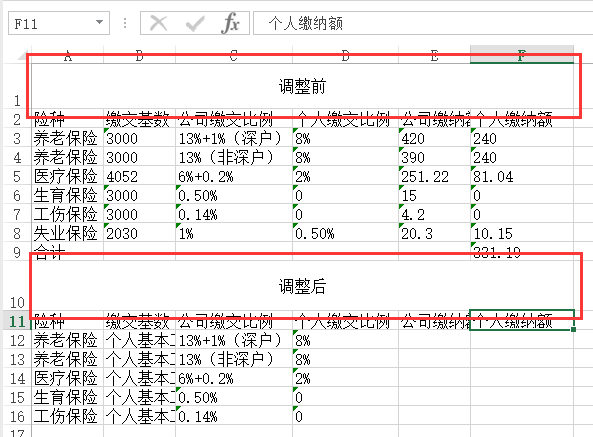 F11 fx 个人缴纳额
A B C D E F
1 调整前
2 险种 缴交基数 公司缴交比例 个人缴交比例 公司缴纳 个人缴纳额
3 养老保险 3000 13%+1%（深户） 8% 420 240
4 养老保险 3000 13%（非深户） 8% 390 240
5 医疗保险 4052 6%+0.2% 2% 251.22 81.04
6 生育保险 3000 0.50% 0 15 0
7 工伤保险 3000 0.14% 0 4.2 0
8 失业保险 2030 1% 0.50% 20.3 10.15
9 合计 331.19
10 调整后
11 险种 缴交基数 公司缴交比例 个人缴交比例 公司缴纳 个人缴纳额
12 养老保险 个人基本 13%+1%（深户） 8%
13 养老保险 个人基本 13%（非深户） 8%
14 医疗保险 个人基本 6%+0.2% 2%
15 生育保险 个人基本 0.50% 0
16 工伤保险 个人基本 0.14% 0
17